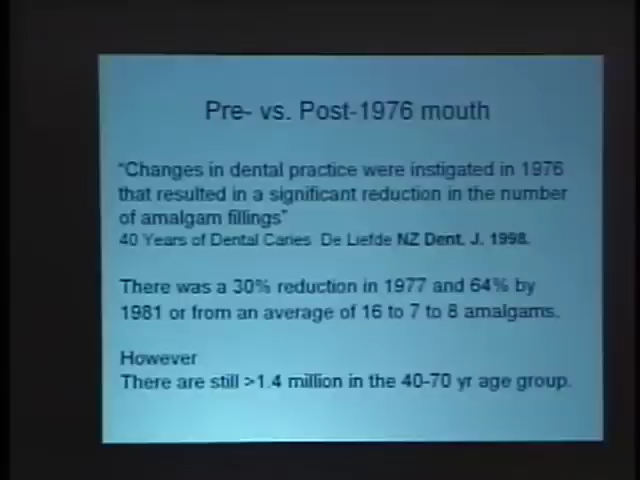 Pre- vs. Post-1976 mouth
"Changes in dental practice were instigated in 1976
that resulted in a significant reduction in the number
of amalgam fillings"
40 Years of Dental Caries De Liefde NZ Dent. J. 1998.
There was a 30% reduction in 1977 and 64% by
1981 or from an average of 16 to 7 to 8 amalgams.
However
There are still >1.4 million in the 40-70 yr age group.